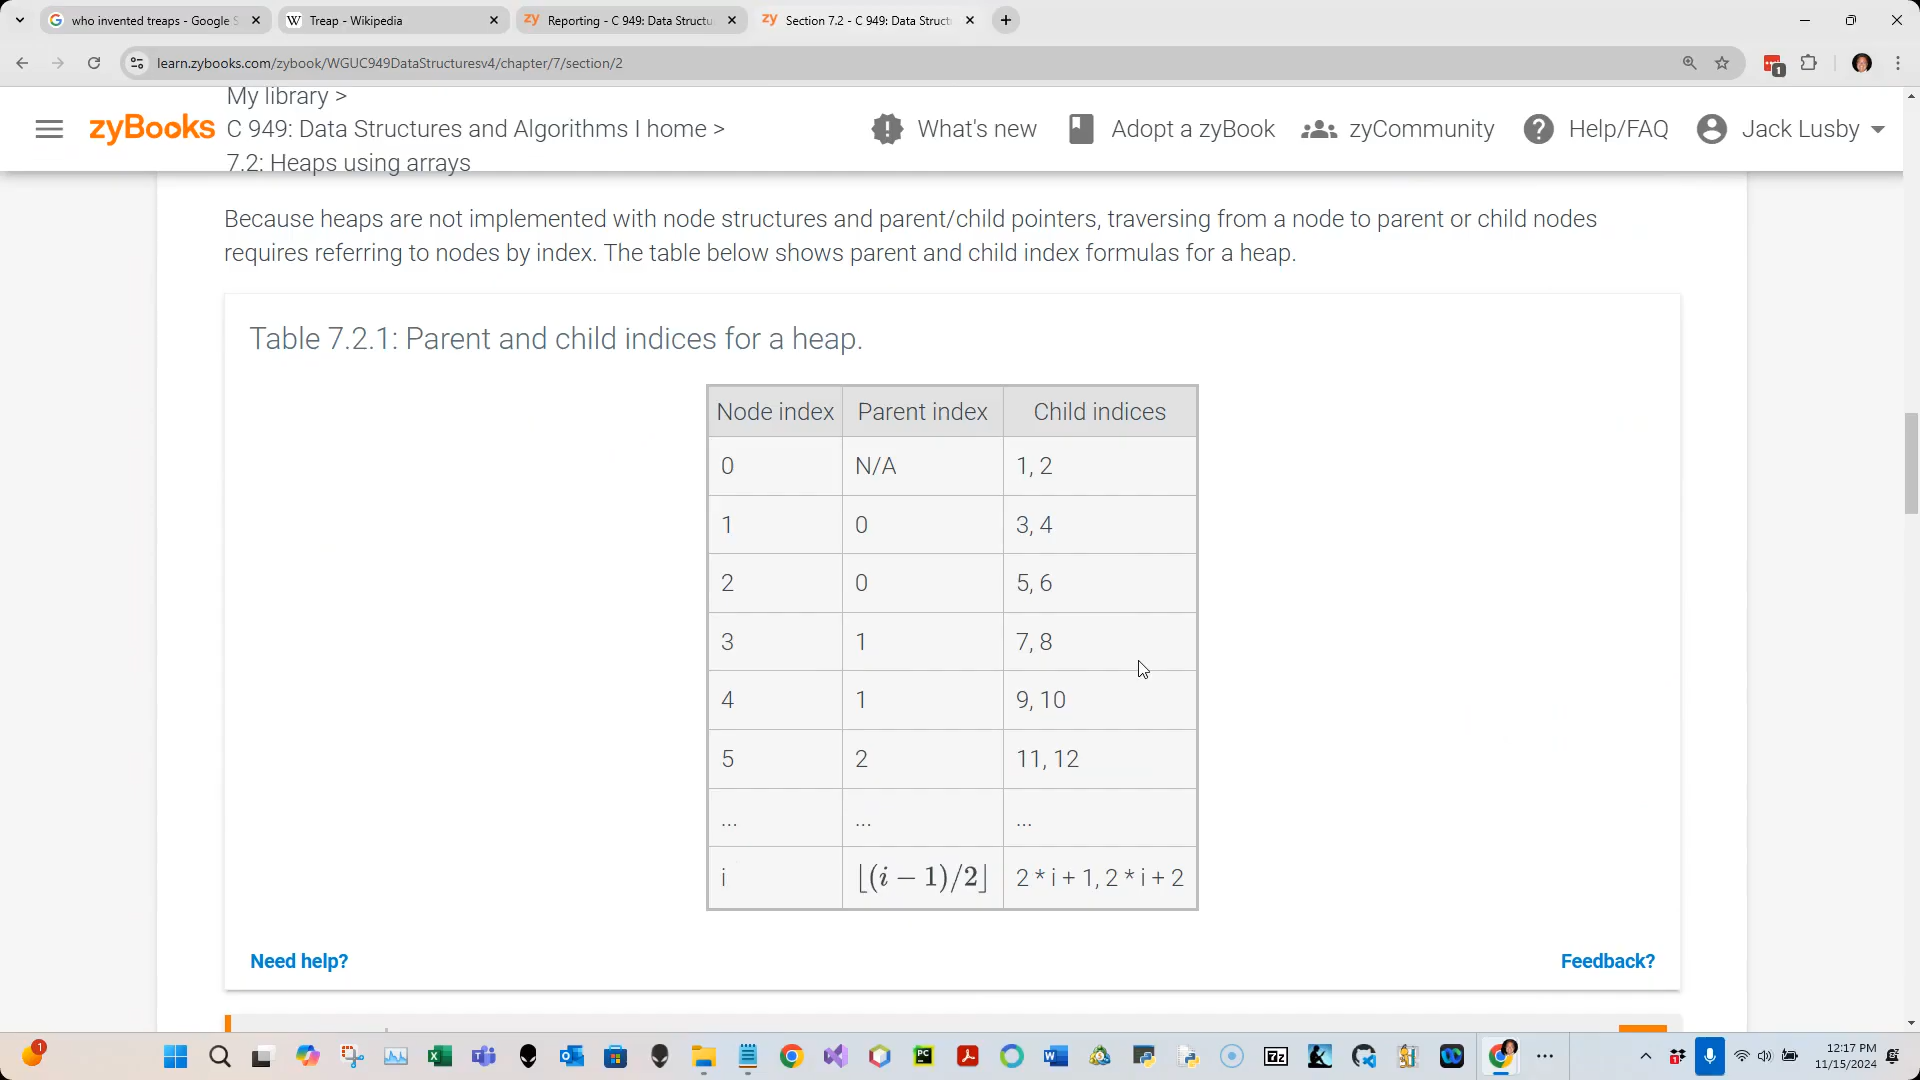 who invented treaps - Google S
Treap - Wikipedia
zy Reporting - C 949: Data Structu
zy Section 7.2 - C 949: Data Struct
learn.zybooks.com/zybook/WGUC949DataStructuresv4/chapter/7/section/2
1
My library >
zyBooks
C 949: Data Structures and Algorithms I home >
7.2: Heaps using arrays
What's new
Adopt a zyBook
zyCommunity
Help/FAQ
Jack Lusby
Because heaps are not implemented with node structures and parent/child pointers, traversing from a node to parent or child nodes
requires referring to nodes by index. The table below shows parent and child index formulas for a heap.
Table 7.2.1: Parent and child indices for a heap.
Node index Parent index Child indices
0 N/A 1, 2
1 0 3, 4
2 0 5, 6
3 1 7, 8
4 1 9, 10
5 2 11, 12
... ... ...
i ⌊(i − 1)/2⌋ 2 * i + 1, 2 * i + 2
Need help?
Feedback?
1
12:17 PM
11/15/2024